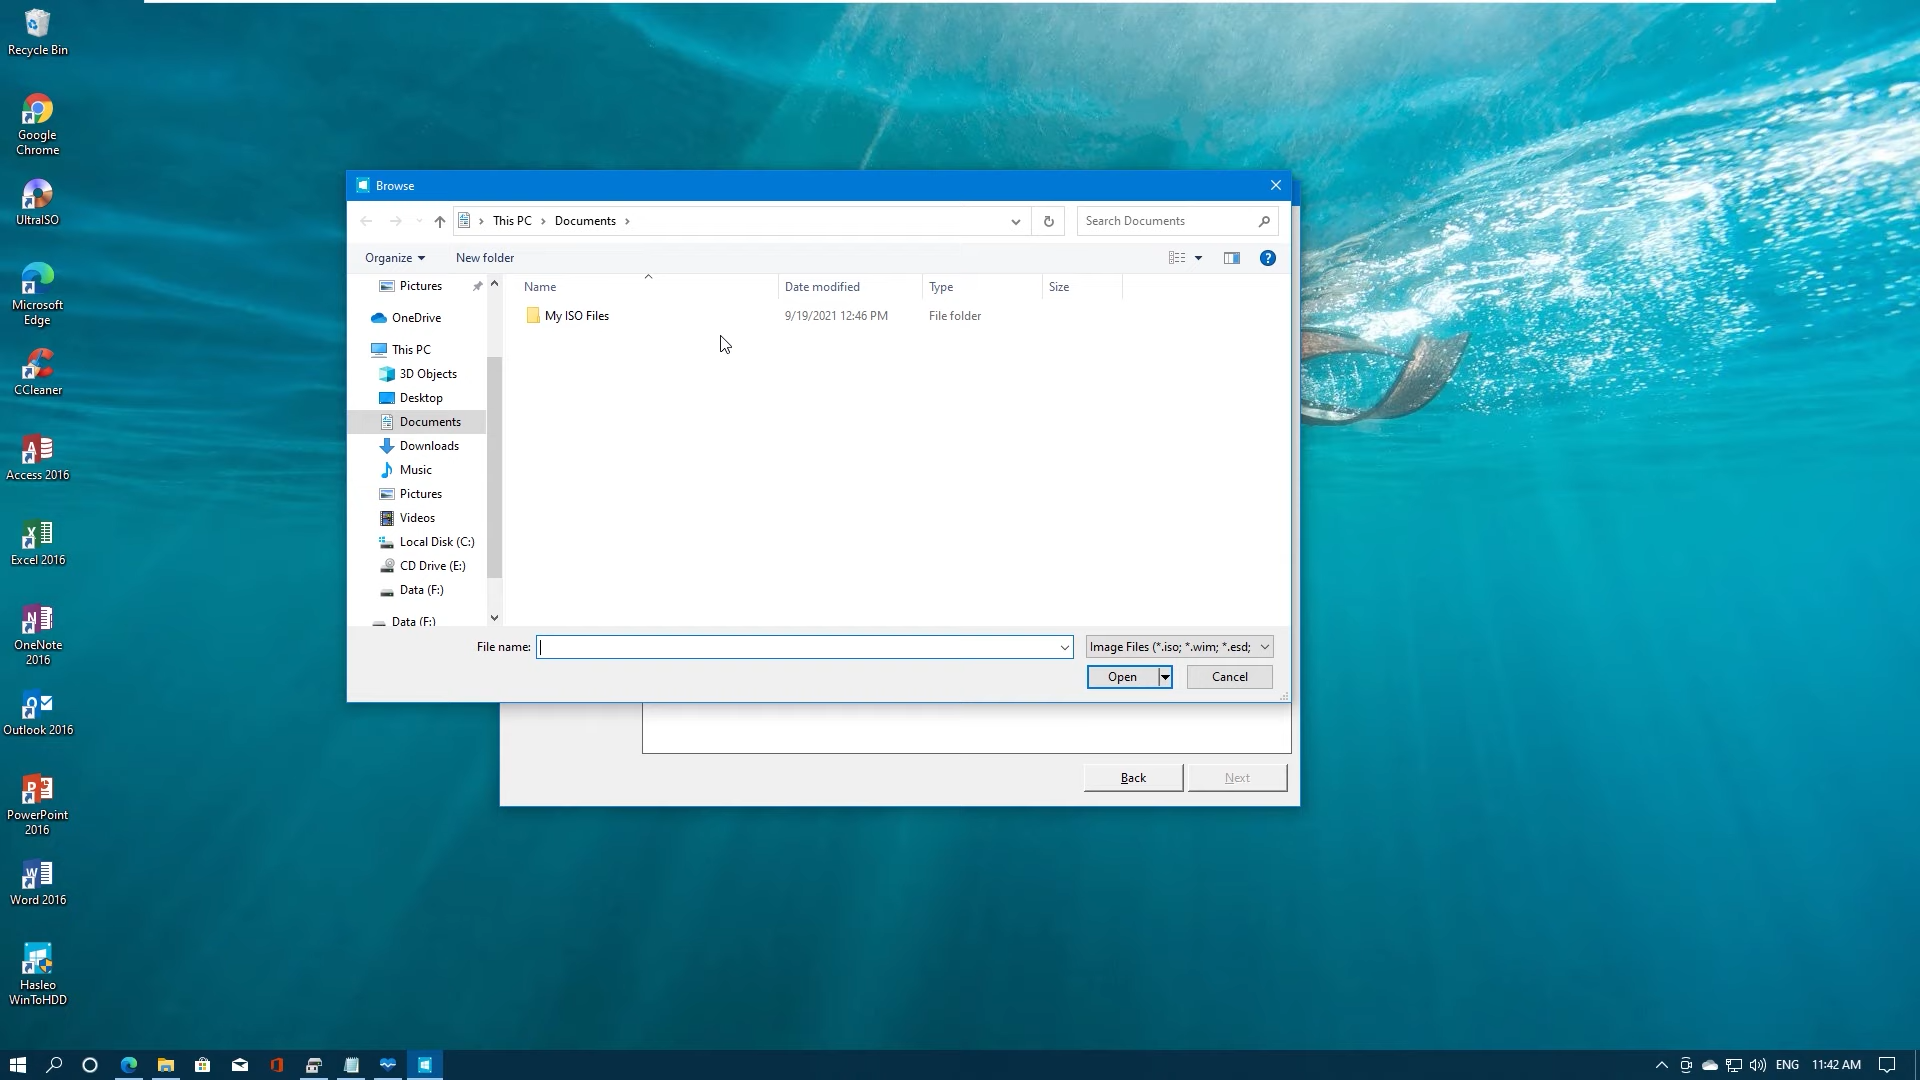 Recycle Bin
Google
Chrome
UltraISO
Microsoft
Edge
CCleaner
Access 2016
Excel 2016
OneNote
2016
Outlook 2016
PowerPoint
2016
Word 2016
Hasleo
WinToHDD
Browse
This PC > Documents >
Search Documents
Organize
New folder
Pictures
OneDrive
This PC
3D Objects
Desktop
Documents
Downloads
Music
Pictures
Videos
Local Disk (C:)
CD Drive (E:)
Data (F:)
Data (F:)
Name
Date modified
Type
Size
My ISO Files
9/19/2021 12:46 PM
File folder
File name:
Image Files (*.iso; *.wim; *.esd;
Open
Cancel
Back
Next
ENG
11:42 AM